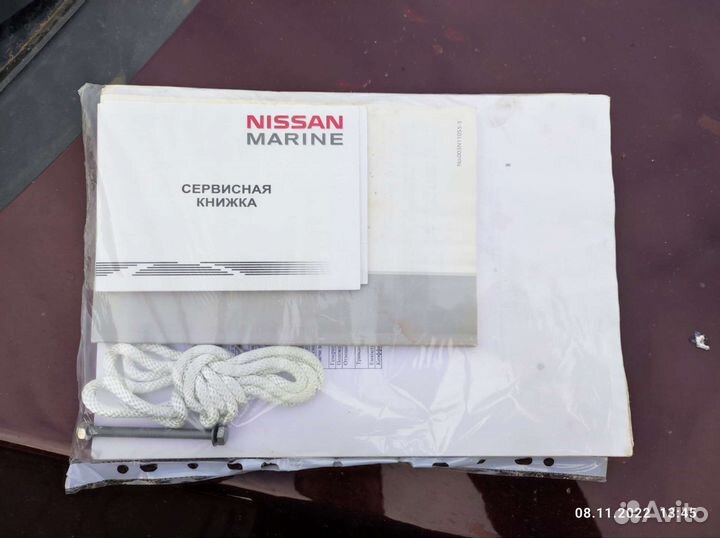 NISSAN
MARINE
СЕРВИСНАЯ
КНИЖКА
08.11.2022 13:45
Avito